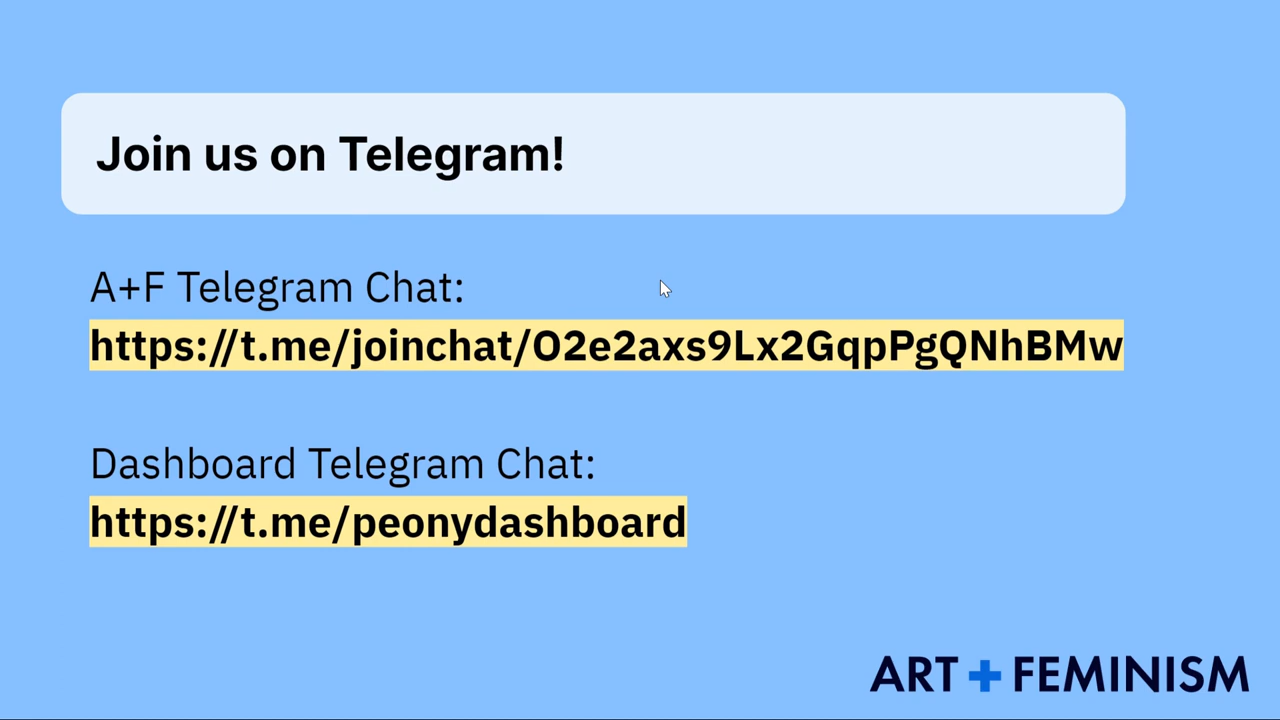 Join us on Telegram!
A+F Telegram Chat:
https://t.me/joinchat/O2e2axs9Lx2GqpPgQNhBMw
Dashboard Telegram Chat:
https://t.me/peonydashboard
ART + FEMINISM